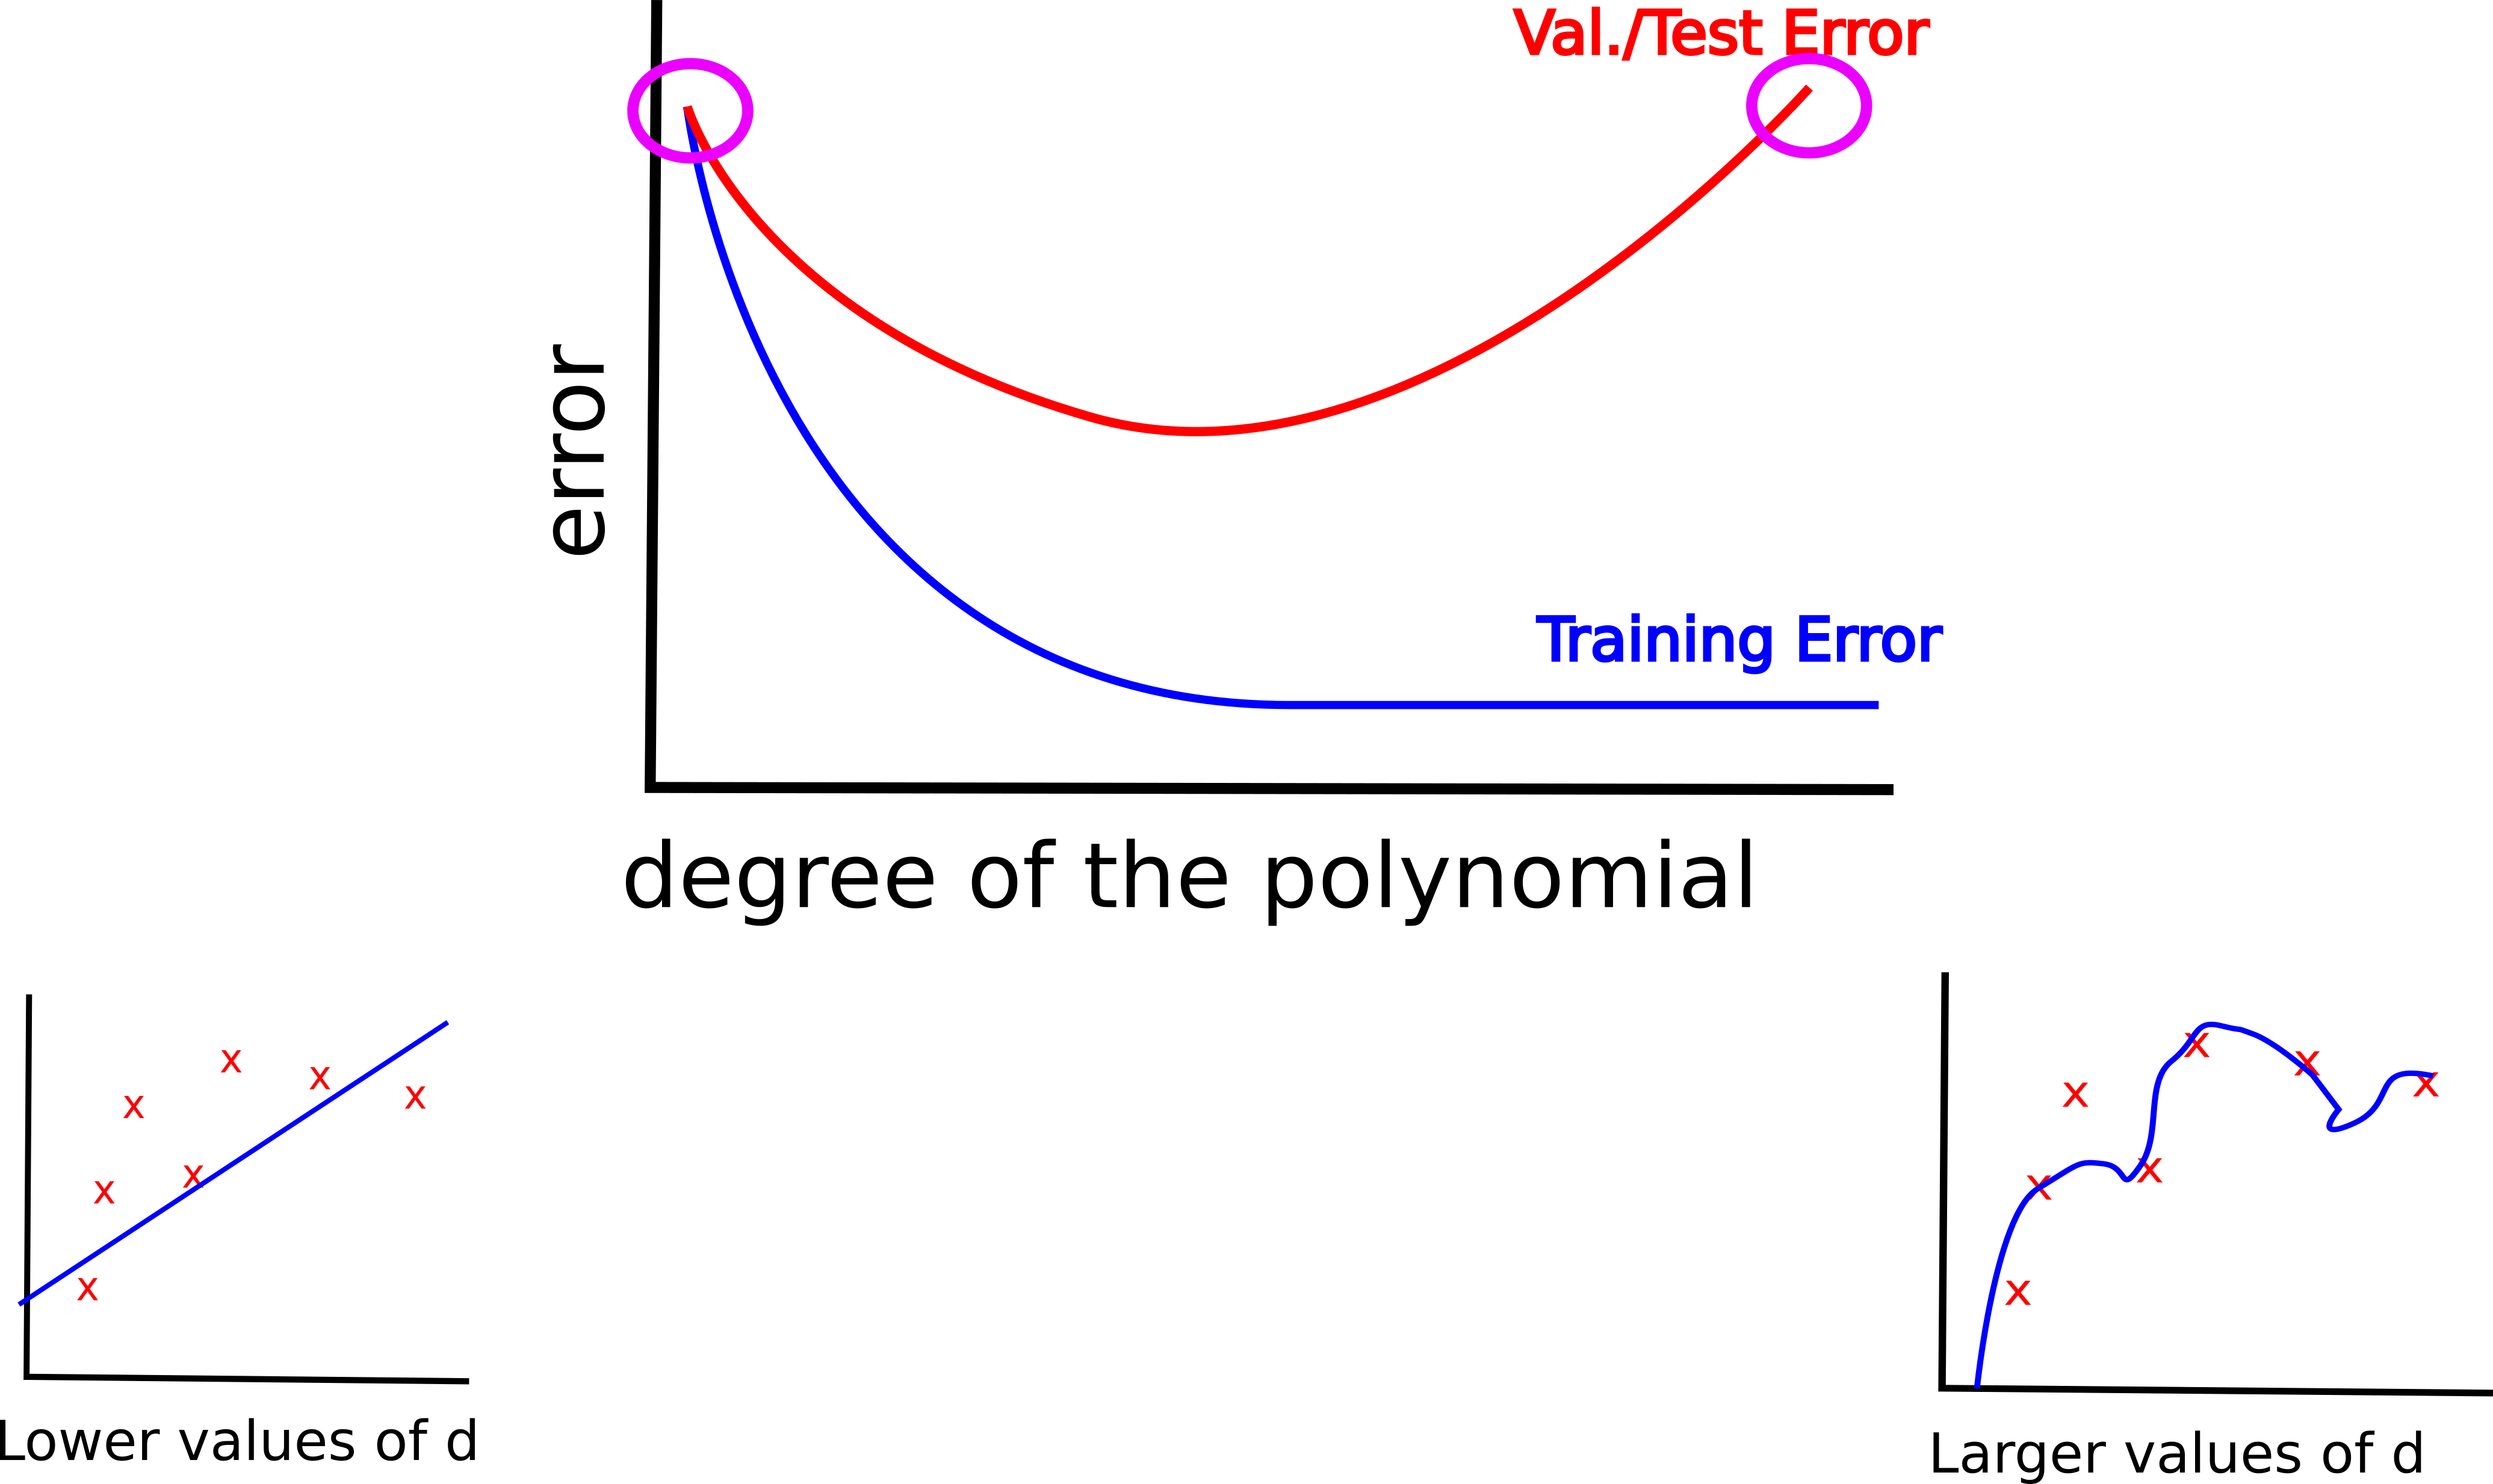 Val./Test Error
error
Training Error
degree of the polynomial
x
x
x
x
x
x
x
Lower values of d
x
x
x
x
x
x
x
Larger values of d